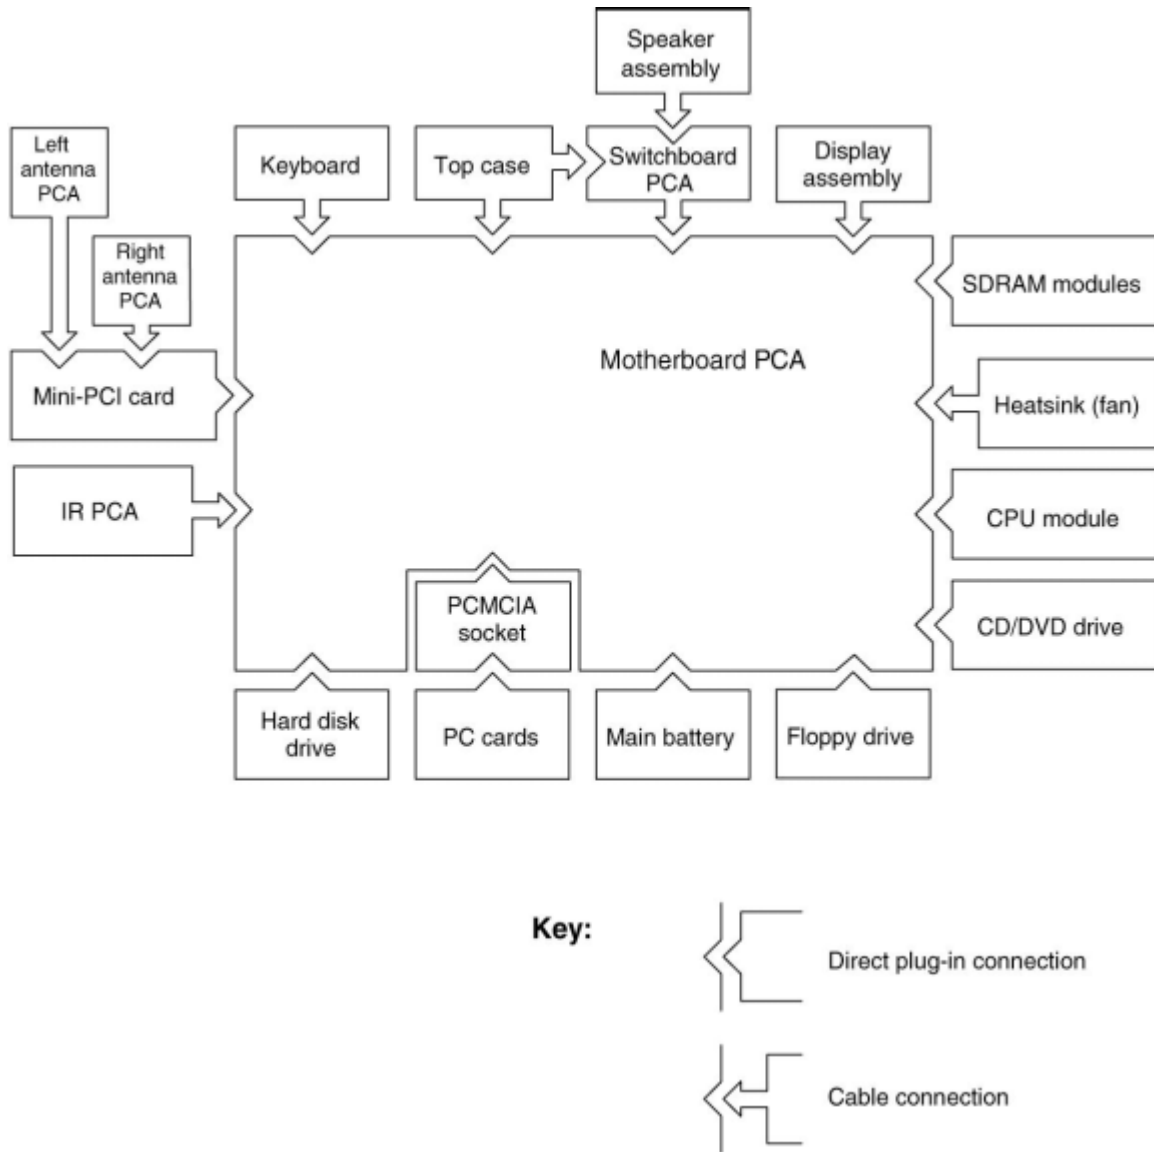 Speaker
assembly
Left
antenna
PCA
Keyboard
Top case
Switchboard
PCA
Display
assembly
Right
antenna
PCA
SDRAM modules
Motherboard PCA
Mini-PCI card
Heatsink (fan)
IR PCA
CPU module
PCMCIA
socket
CD/DVD drive
Hard disk
drive
PC cards
Main battery
Floppy drive
Key:
Direct plug-in connection
Cable connection